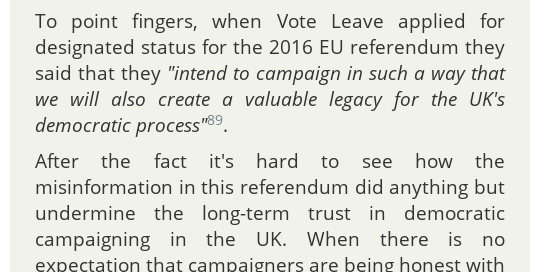 To point fingers, when Vote Leave applied for
designated status for the 2016 EU referendum they
said that they "intend to campaign in such a way that
we will also create a valuable legacy for the UK's
democratic process"89.
After the fact it's hard to see how the
misinformation in this referendum did anything but
undermine the long-term trust in democratic
campaigning in the UK. When there is no
expectation that campaigners are being honest with